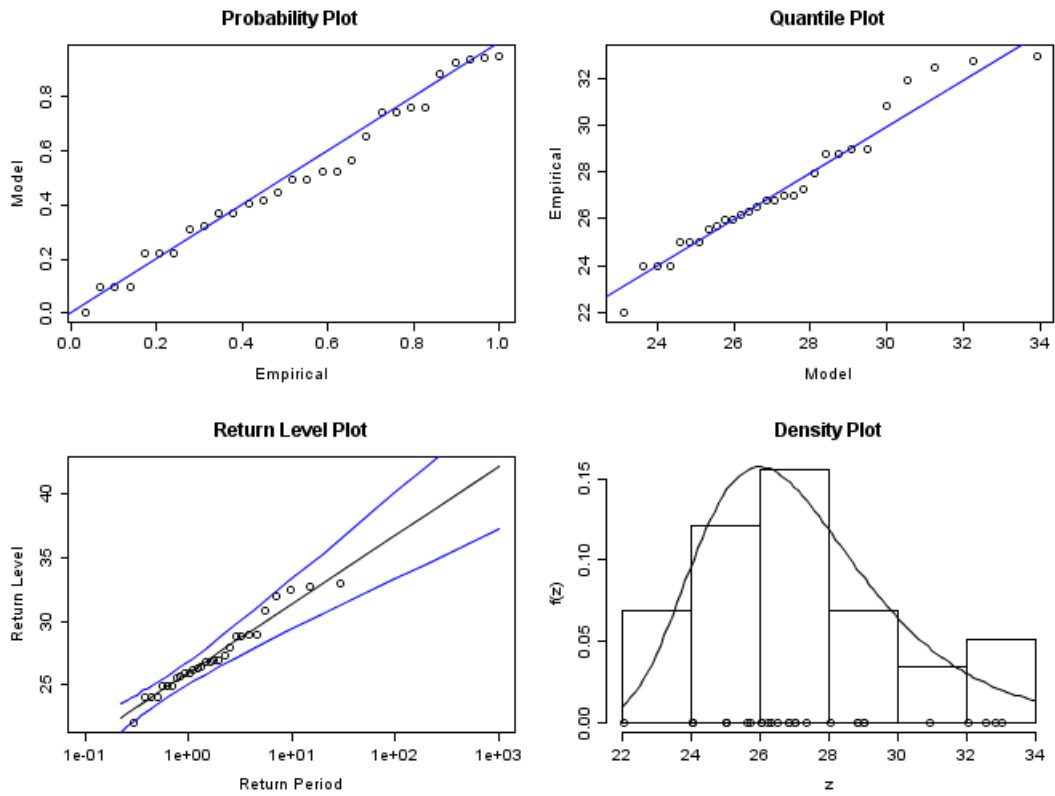 Probability Plot
0.0 0.2 0.4 0.6 0.8
Model
0.0 0.2 0.4 0.6 0.8 1.0
Empirical
Quantile Plot
22 24 26 28 30 32
Empirical
24 26 28 30 32 34
Model
Return Level Plot
25 30 35 40
Return Level
1e-01 1e+00 1e+01 1e+02 1e+03
Return Period
Density Plot
0.00 0.05 0.10 0.15
f(z)
22 24 26 28 30 32 34
z